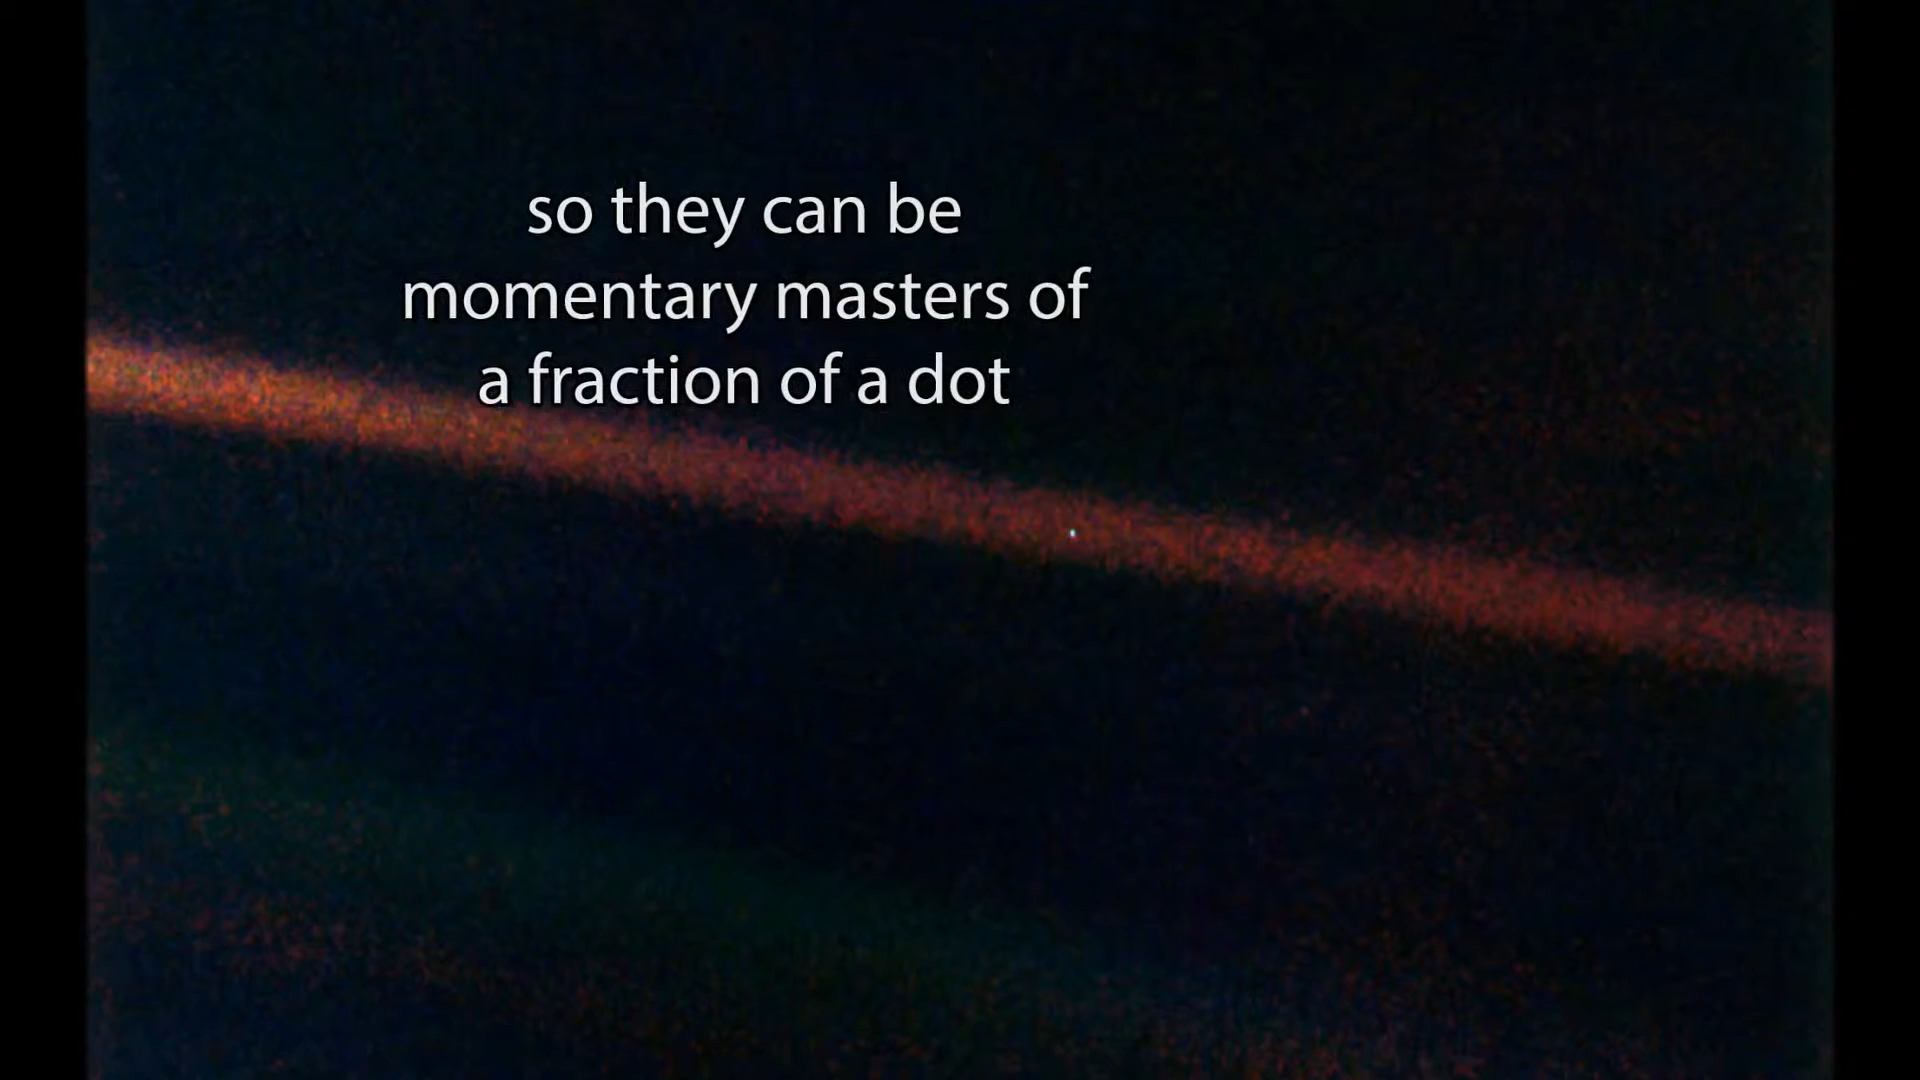 so they can be
momentary masters of
a fraction of a dot